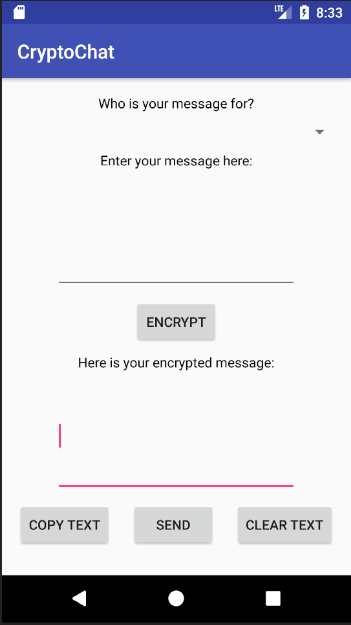 LTE 8:33
CryptoChat
Who is your message for?
Enter your message here:
ENCRYPT
Here is your encrypted message:
COPY TEXT SEND CLEAR TEXT